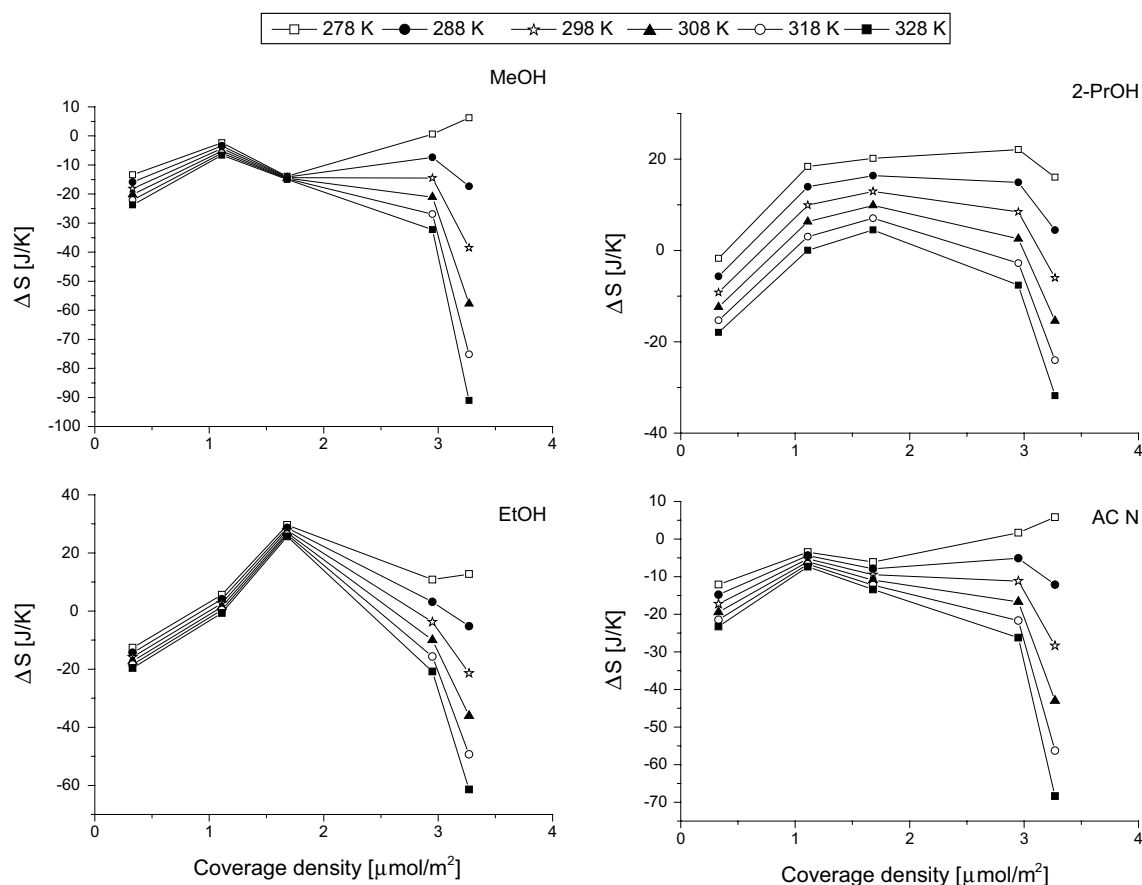 278 K 288 K 298 K 308 K 318 K 328 K
MeOH
10
0
-10
-20
-30
-40
-50
-60
-70
-80
-90
-100
ΔS [J/K]
0 1 2 3 4
2-PrOH
20
0
-20
-40
ΔS [J/K]
0 1 2 3 4
EtOH
40
20
0
-20
-40
-60
ΔS [J/K]
0 1 2 3 4
Coverage density [μmol/m²]
AC N
10
0
-10
-20
-30
-40
-50
-60
-70
ΔS [J/K]
0 1 2 3 4
Coverage density [μmol/m²]